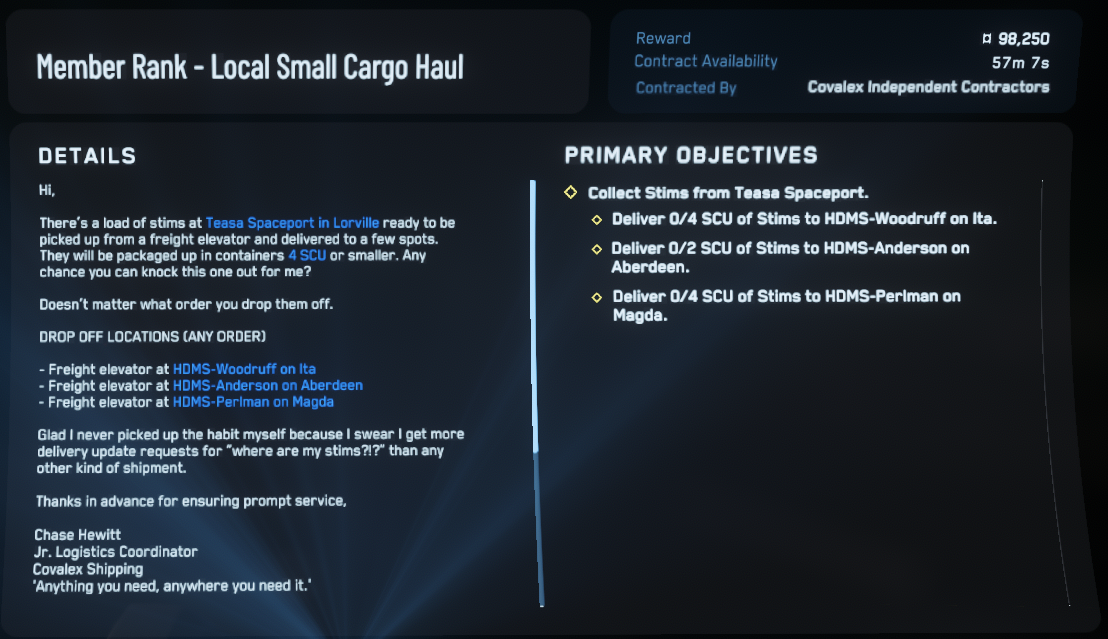 Member Rank - Local Small Cargo Haul
Reward ¤ 98,250
Contract Availability 57m 7s
Contracted By Covalex Independent Contractors
DETAILS
Hi,
There's a load of stims at Teasa Spaceport in Lorville ready to be
picked up from a freight elevator and delivered to a few spots.
They will be packaged up in containers 4 SCU or smaller. Any
chance you can knock this one out for me?
Doesn't matter what order you drop them off.
DROP OFF LOCATIONS (ANY ORDER)
- Freight elevator at HDMS-Woodruff on Ita
- Freight elevator at HDMS-Anderson on Aberdeen
- Freight elevator at HDMS-Perlman on Magda
Glad I never picked up the habit myself because I swear I get more
delivery update requests for "where are my stims?!?" than any
other kind of shipment.
Thanks in advance for ensuring prompt service,
Chase Hewitt
Jr. Logistics Coordinator
Covalex Shipping
'Anything you need, anywhere you need it.'
PRIMARY OBJECTIVES
Collect Stims from Teasa Spaceport.
Deliver 0/4 SCU of Stims to HDMS-Woodruff on Ita.
Deliver 0/2 SCU of Stims to HDMS-Anderson on
Aberdeen.
Deliver 0/4 SCU of Stims to HDMS-Perlman on
Magda.